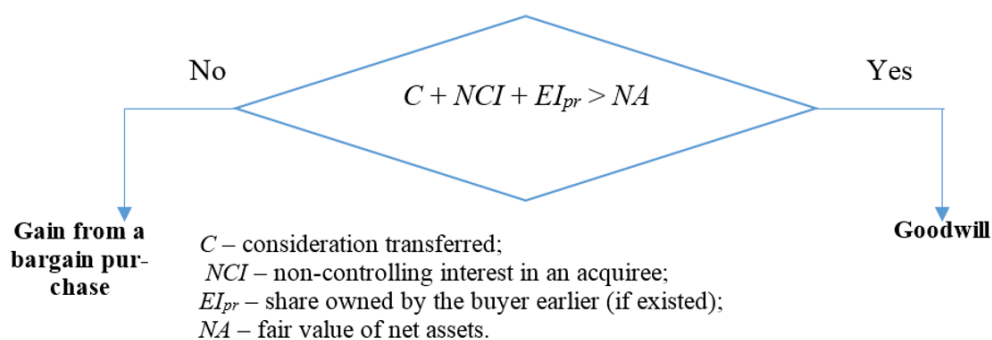 No
Yes
C + NCI + EIpr > NA
Gain from a
bargain pur-
chase
Goodwill
C – consideration transferred;
NCI – non-controlling interest in an acquiree;
EIpr – share owned by the buyer earlier (if existed);
NA – fair value of net assets.